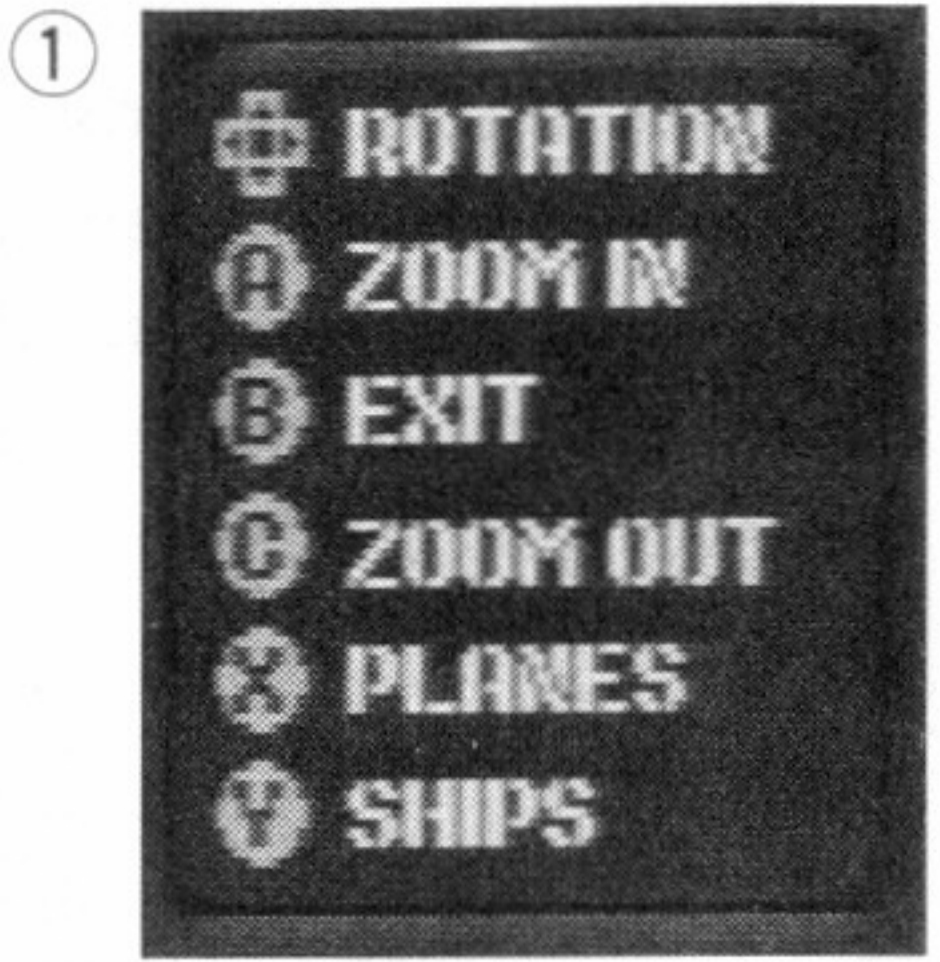 ①
ROTATION
A ZOOM IN
B EXIT
C ZOOM OUT
X PLANES
Y SHIPS